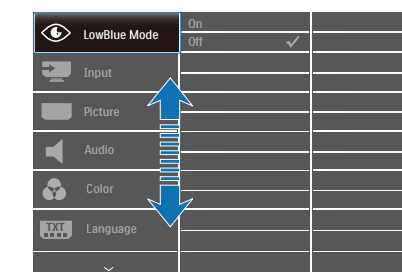 LowBlue Mode
On
Off
Input
Picture
Audio
Color
TXT
Language